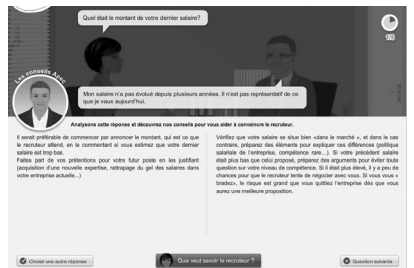 Quel était le montant de votre dernier salaire?
1/5
Les conseils Apec
Mon salaire n'a pas évolué depuis plusieurs années. Il n'est pas représentatif de ce
que je vaux aujourd'hui.
Analysons cette réponse et découvrez nos conseils pour vous aider à convaincre le recruteur.
Il serait préférable de commencer par annoncer le montant, qui est ce que
le recruteur attend, en le commentant si vous estimez que votre dernier
salaire est trop bas.
Faites part de vos prétentions pour votre futur poste en les justifiant
(acquisition d'une nouvelle expertise, rattrapage du gel des salaires dans
votre entreprise actuelle...)
Vérifiez que votre salaire se situe bien «dans le marché », et dans le cas
contraire, préparez des éléments pour expliquer ces différences (politique
salariale de l'entreprise, compétence rare...). Si votre précédent salaire
était plus bas que celui proposé, préparez des arguments pour éviter toute
question sur votre niveau de compétence. Si il était plus élevé, il y a peu de
chances pour que le recruteur tente de négocier avec vous. Si vous vous «
bradez», le risque est grand que vous quittiez l'entreprise dès que vous
aurez une meilleure proposition.
Choisir une autre réponse
Que veut savoir le recruteur ?
Question suivante